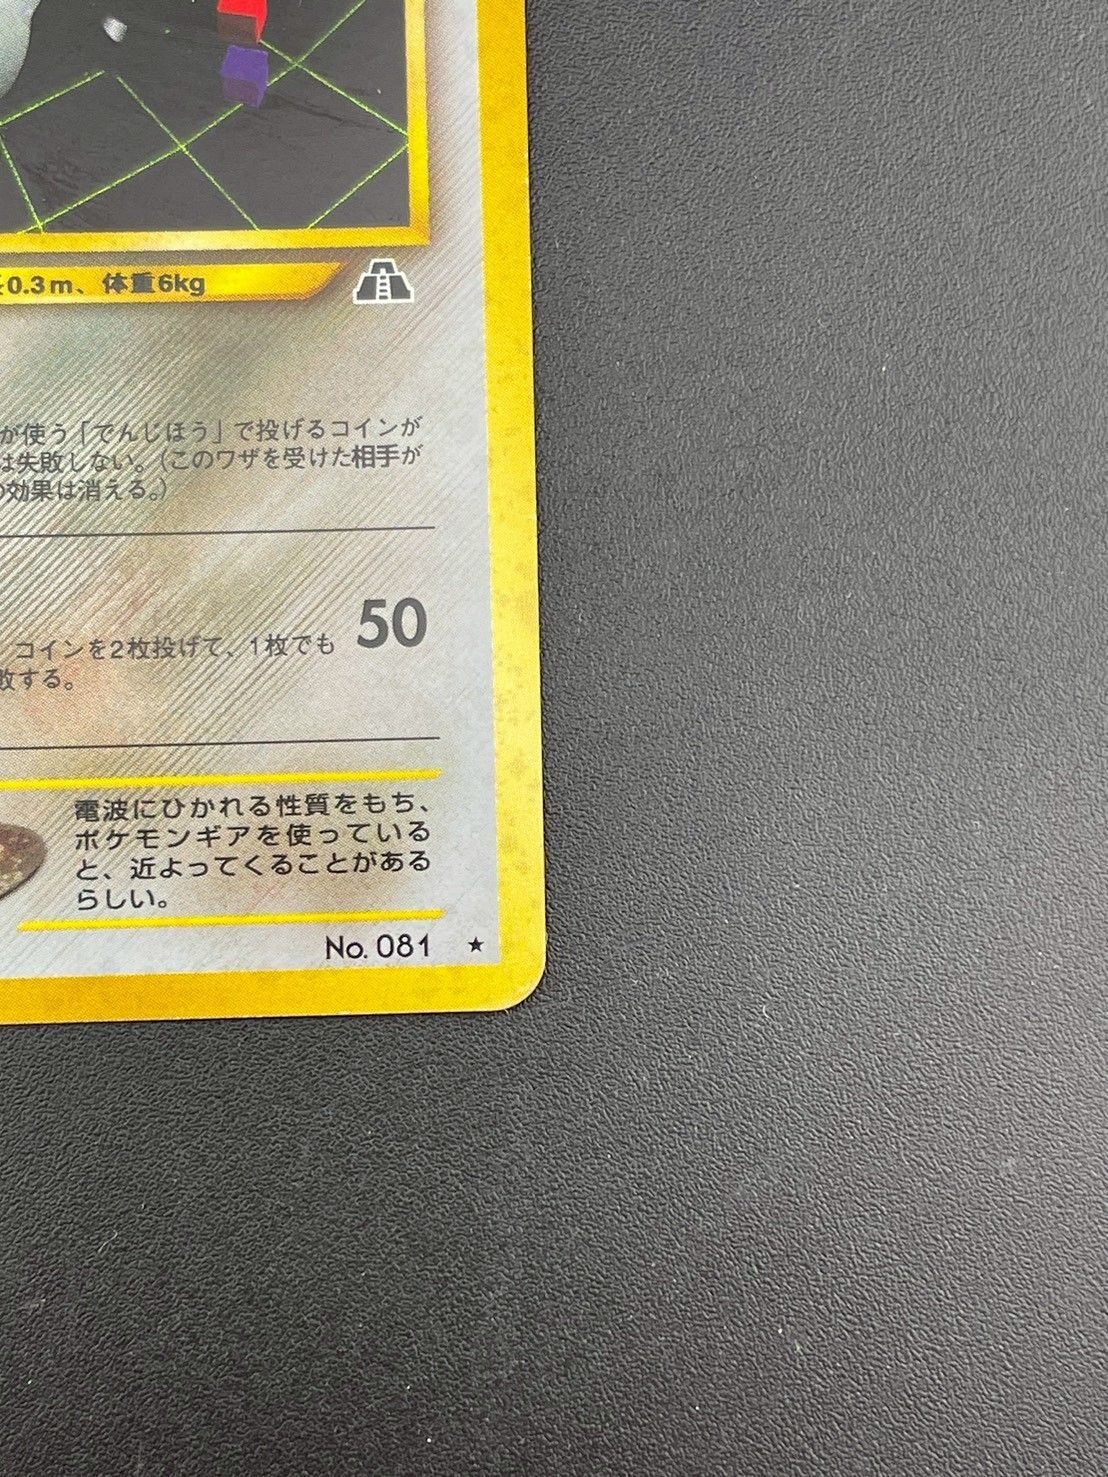 0.3m、体重6kg
が使う「でんじほう」で投げるコインが
は失敗しない。(このワザを受けた相手が
の効果は消える。)
コインを2枚投げて、1枚でも
50
敗する。
電波にひかれる性質をもち、
ポケモンギアを使っている
と、近よってくることがある
らしい。
No. 081 ★